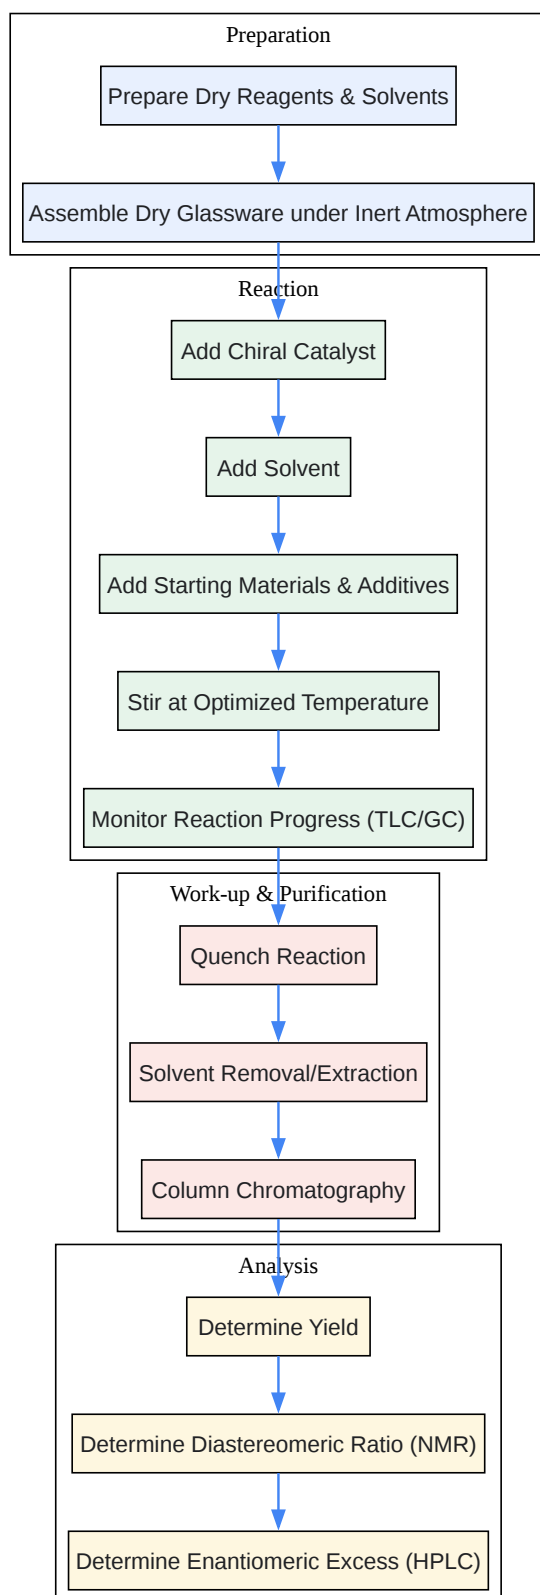 Preparation
Prepare Dry Reagents & Solvents
Assemble Dry Glassware under Inert Atmosphere
Reaction
Add Chiral Catalyst
Add Solvent
Add Starting Materials & Additives
Stir at Optimized Temperature
Monitor Reaction Progress (TLC/GC)
Work-up & Purification
Quench Reaction
Solvent Removal/Extraction
Column Chromatography
Analysis
Determine Yield
Determine Diastereomeric Ratio (NMR)
Determine Enantiomeric Excess (HPLC)